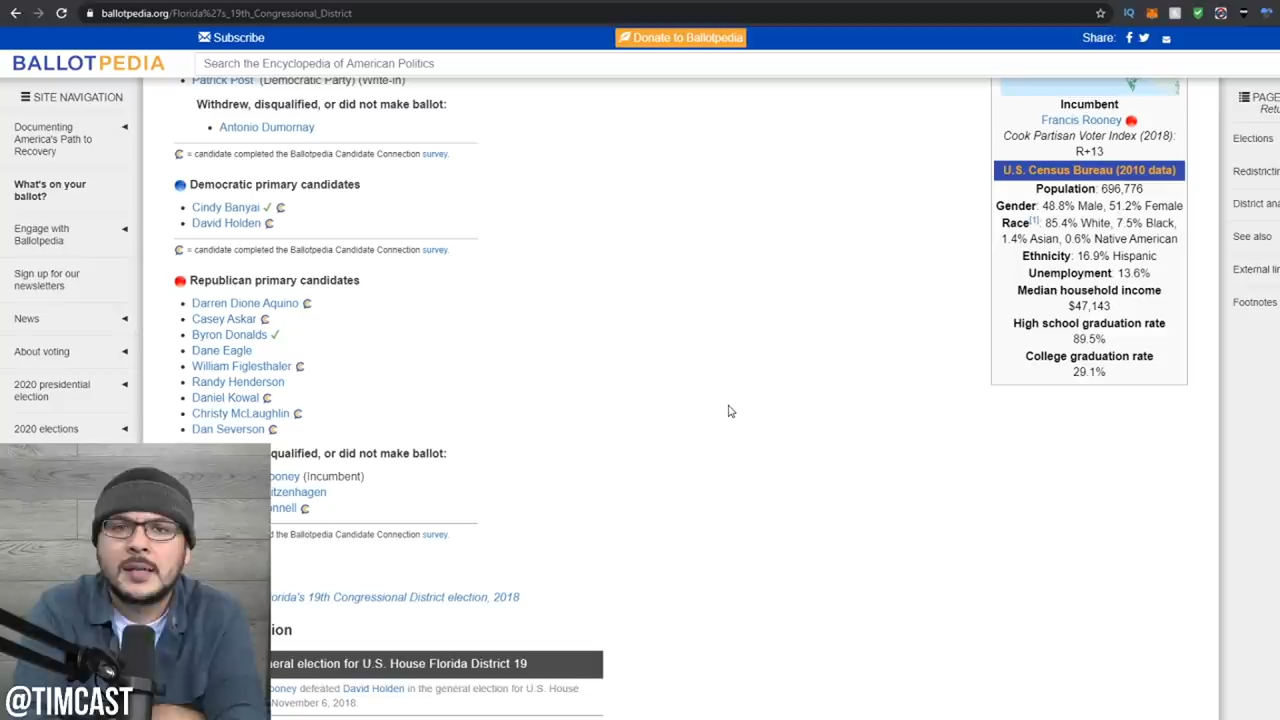 ballotpedia.org/Florida%27s_19th_Congressional_District
IQ
Subscribe
Donate to Ballotpedia
Share:
BALLOTPEDIA
Search the Encyclopedia of American Politics
SITE NAVIGATION
Documenting
America's Path to
Recovery
What's on your
ballot?
Engage with
Ballotpedia
Sign up for our
newsletters
News
About voting
2020 presidential
election
2020 elections
Patrick Post (Democratic Party) (Write-in)
Withdrew, disqualified, or did not make ballot:
• Antonio Dumornay
C = candidate completed the Ballotpedia Candidate Connection survey.
Democratic primary candidates
• Cindy Banyai ✓ C
• David Holden C
C = candidate completed the Ballotpedia Candidate Connection survey.
Republican primary candidates
• Darren Dione Aquino C
• Casey Askar C
• Byron Donalds ✓
• Dane Eagle
• William Figlesthaler C
• Randy Henderson
• Daniel Kowal C
• Christy McLaughlin C
• Dan Severson C
qualified, or did not make ballot:
ooney (Incumbent)
itzenhagen
nnell C
d the Ballotpedia Candidate Connection survey.
orida's 19th Congressional District election, 2018
ion
neral election for U.S. House Florida District 19
ooney defeated David Holden in the general election for U.S. House
November 6, 2018.
Incumbent
Francis Rooney
Cook Partisan Voter Index (2018):
R+13
U.S. Census Bureau (2010 data)
Population: 696,776
Gender: 48.8% Male, 51.2% Female
Race[1]: 85.4% White, 7.5% Black,
1.4% Asian, 0.6% Native American
Ethnicity: 16.9% Hispanic
Unemployment: 13.6%
Median household income
$47,143
High school graduation rate
89.5%
College graduation rate
29.1%
PAGE
Retu
Elections
Redistricti
District ana
See also
External lin
Footnotes
@TIMCAST